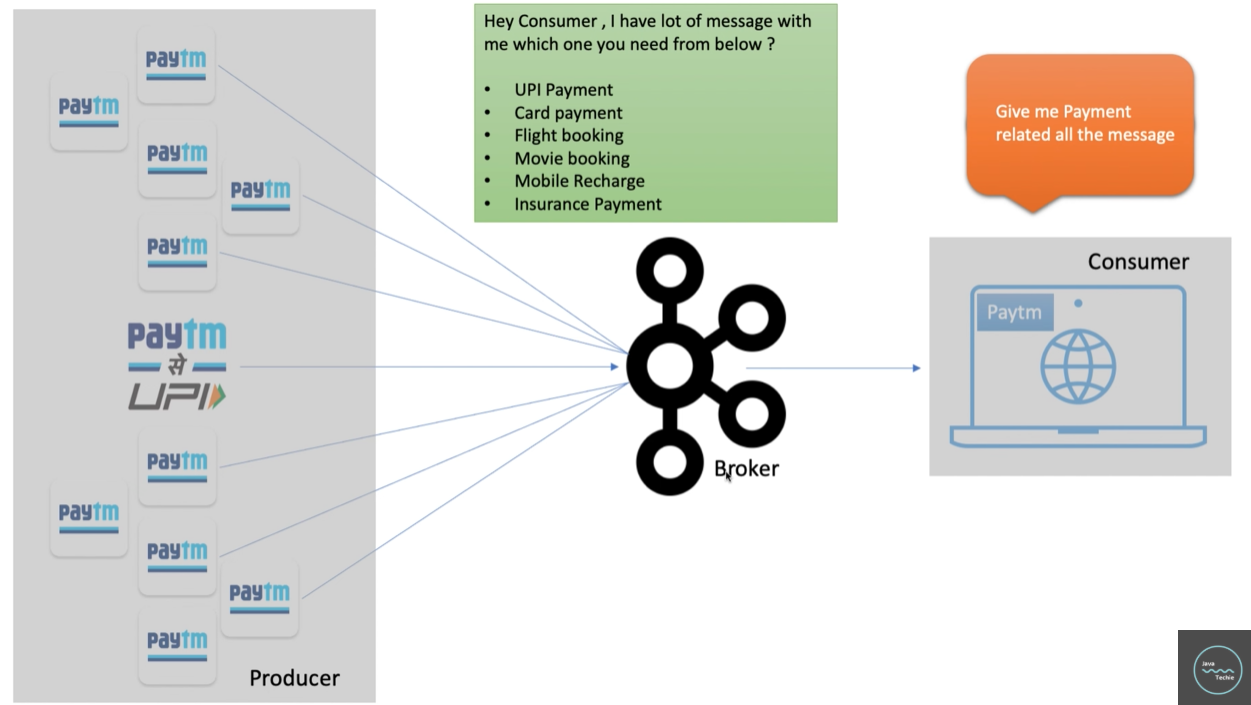 paytm
paytm
paytm
paytm
paytm
paytm
से
UPI
paytm
paytm
paytm
paytm
paytm
Producer
Hey Consumer , I have lot of message with
me which one you need from below ?
• UPI Payment
• Card payment
• Flight booking
• Movie booking
• Mobile Recharge
• Insurance Payment
Broker
Give me Payment
related all the message
Consumer
Paytm
Java
Techie